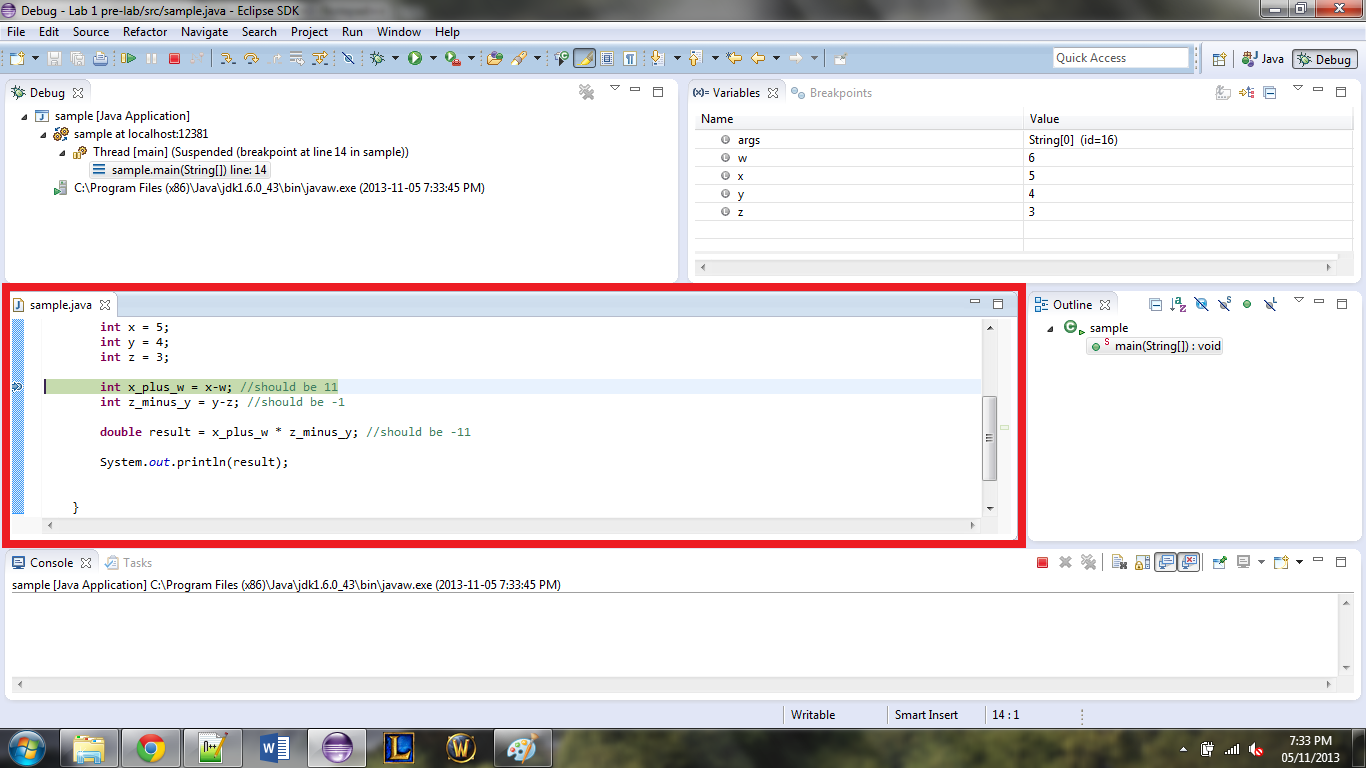 Debug - Lab 1 pre-lab/src/sample.java - Eclipse SDK
File Edit Source Refactor Navigate Search Project Run Window Help
Quick Access Java Debug
Debug
sample [Java Application]
sample at localhost:12381
Thread [main] (Suspended (breakpoint at line 14 in sample))
sample.main(String[]) line: 14
C:\Program Files (x86)\Java\jdk1.6.0_43\bin\javaw.exe (2013-11-05 7:33:45 PM)
(x)= Variables Breakpoints
Name Value
args String[0] (id=16)
w 6
x 5
y 4
z 3
sample.java
int x = 5;
int y = 4;
int z = 3;
int x_plus_w = x-w; //should be 11
int z_minus_y = y-z; //should be -1
double result = x_plus_w * z_minus_y; //should be -11
System.out.println(result);
}
Outline
sample
main(String[]) : void
Console Tasks
sample [Java Application] C:\Program Files (x86)\Java\jdk1.6.0_43\bin\javaw.exe (2013-11-05 7:33:45 PM)
Writable Smart Insert 14 : 1
7:33 PM
05/11/2013